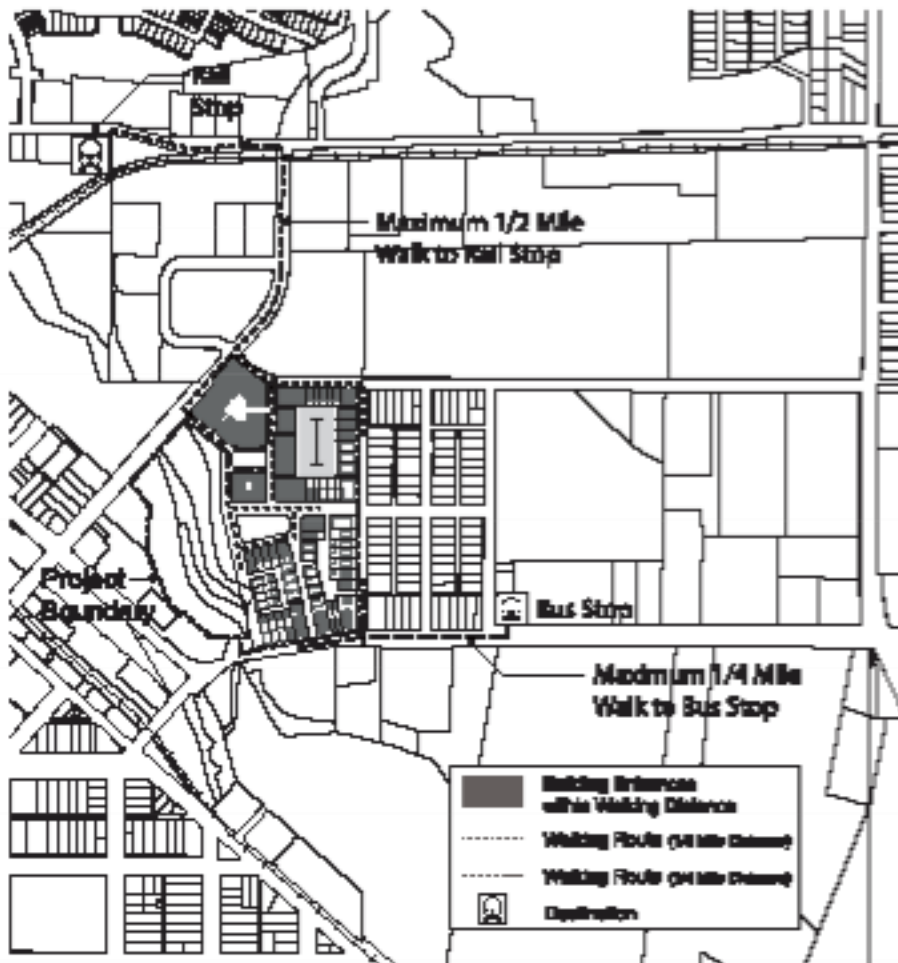 Rail
Stop
Maximum 1/2 Mile
Walk to Rail Stop
Project
Boundary
Bus Stop
Maximum 1/4 Mile
Walk to Bus Stop
Building Entrances
within Walking Distance
Walking Route
Walking Route
Destination